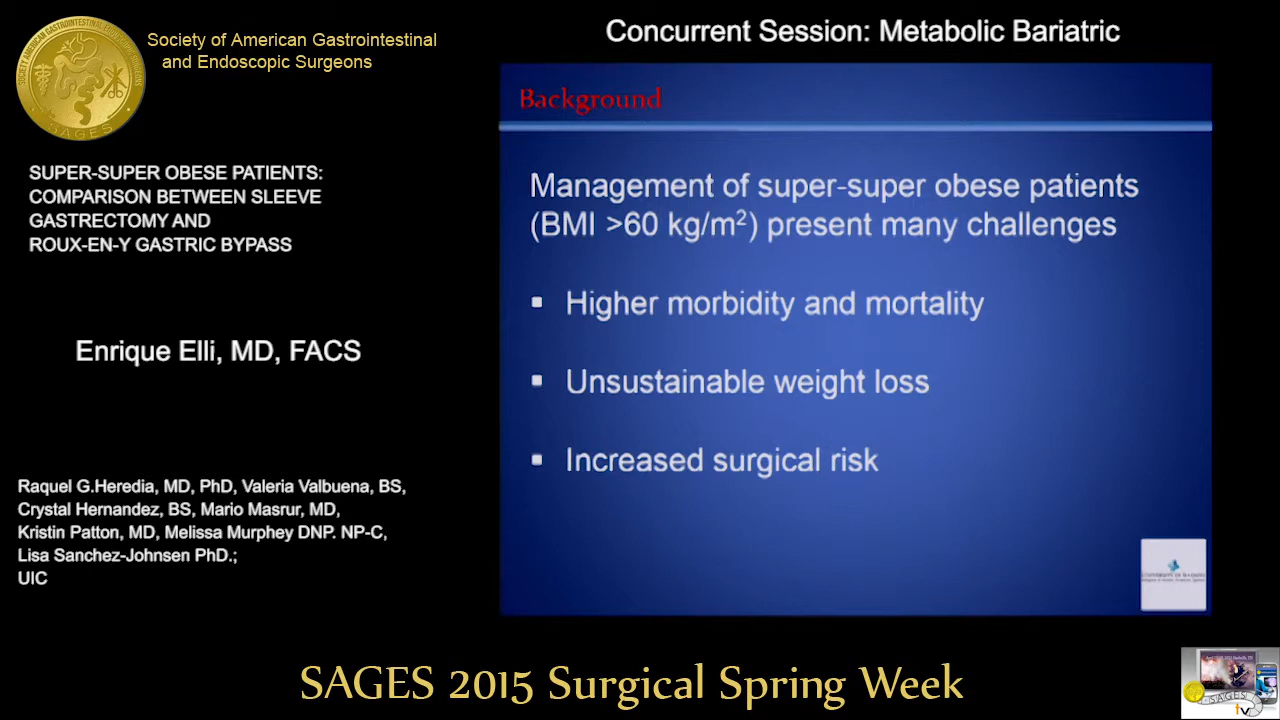 Society of American Gastrointestinal
and Endoscopic Surgeons
SAGES
Concurrent Session: Metabolic Bariatric
SUPER-SUPER OBESE PATIENTS:
COMPARISON BETWEEN SLEEVE
GASTRECTOMY AND
ROUX-EN-Y GASTRIC BYPASS
Enrique Elli, MD, FACS
Raquel G.Heredia, MD, PhD, Valeria Valbuena, BS,
Crystal Hernandez, BS, Mario Masrur, MD,
Kristin Patton, MD, Melissa Murphey DNP. NP-C,
Lisa Sanchez-Johnsen PhD.;
UIC
Background
Management of super-super obese patients
(BMI >60 kg/m²) present many challenges
▪ Higher morbidity and mortality
▪ Unsustainable weight loss
▪ Increased surgical risk
SAGES 2015 Surgical Spring Week
SAGES
tv